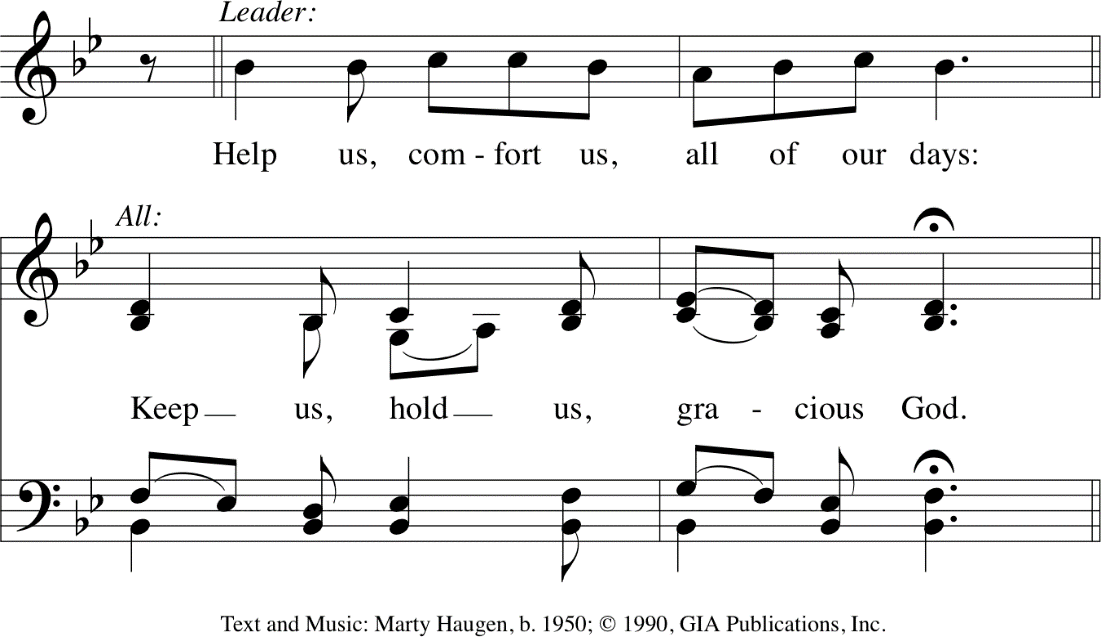 Leader:
Help us, com - fort us, all of our days:
All:
Keep us, hold us, gra - cious God.
Text and Music: Marty Haugen, b. 1950; © 1990, GIA Publications, Inc.